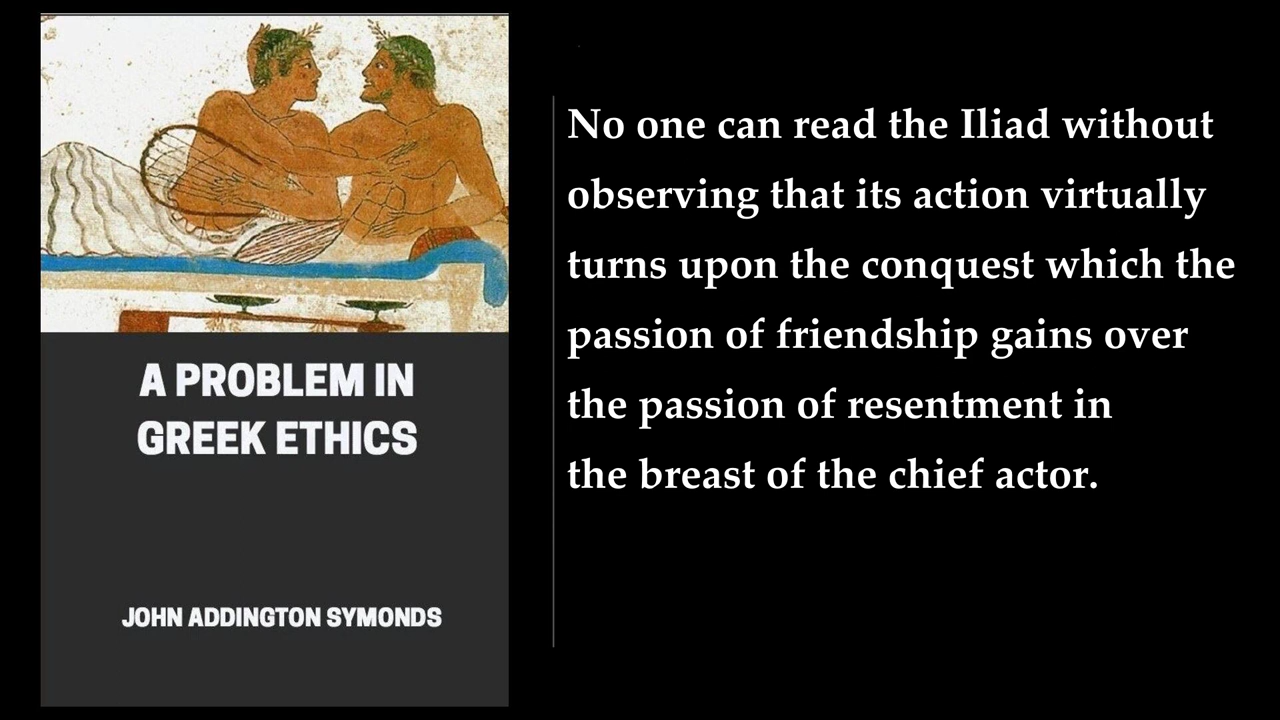 A PROBLEM IN
GREEK ETHICS
JOHN ADDINGTON SYMONDS
No one can read the Iliad without
observing that its action virtually
turns upon the conquest which the
passion of friendship gains over
the passion of resentment in
the breast of the chief actor.